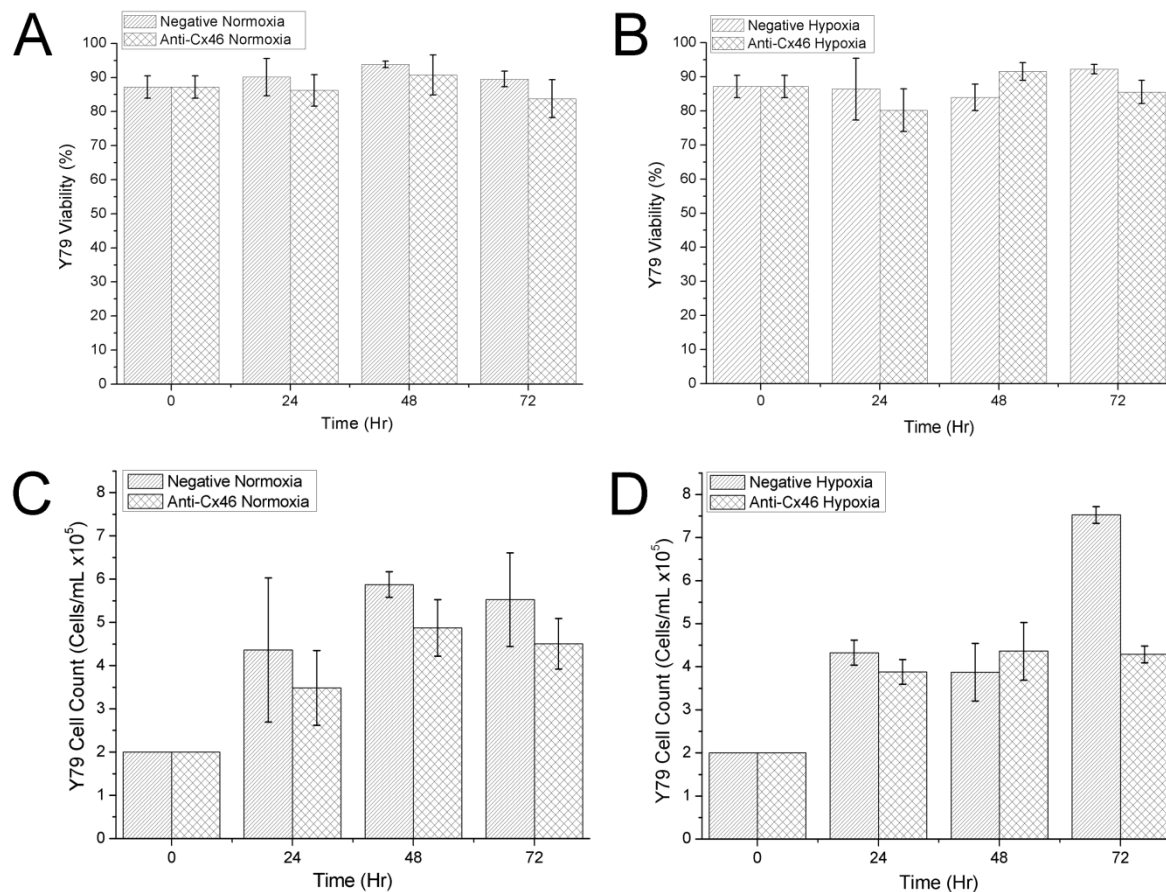 A
Negative Normoxia
Anti-Cx46 Normoxia
Y79 Viability (%)
100
90
80
70
60
50
40
30
20
10
0
0 24 48 72
Time (Hr)
B
Negative Hypoxia
Anti-Cx46 Hypoxia
Y79 Viability (%)
100
90
80
70
60
50
40
30
20
10
0
0 24 48 72
Time (Hr)
C
Negative Normoxia
Anti-Cx46 Normoxia
Y79 Cell Count (Cells/mL x10⁵)
8
7
6
5
4
3
2
1
0
0 24 48 72
Time (Hr)
D
Negative Hypoxia
Anti-Cx46 Hypoxia
Y79 Cell Count (Cells/mL x10⁵)
8
7
6
5
4
3
2
1
0
0 24 48 72
Time (Hr)